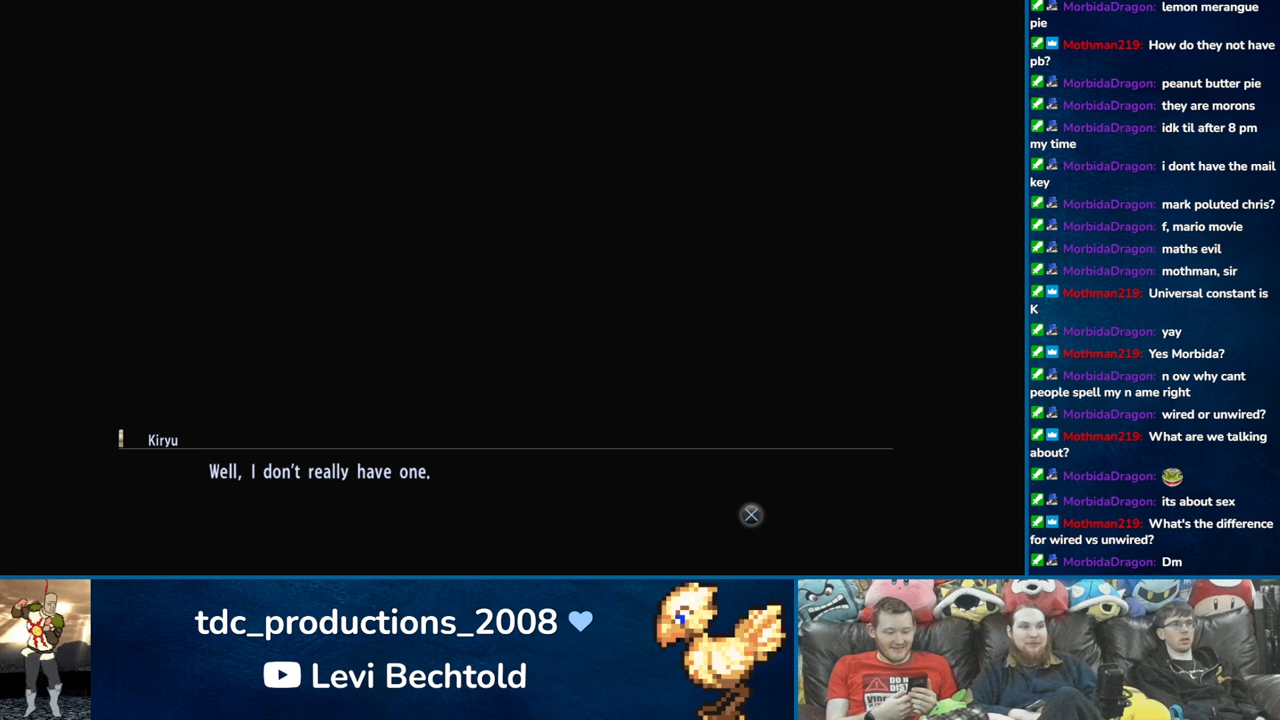 lemon merangue
pie
Mothman219: How do they not have
pb?
MorbidaDragon: peanut butter pie
MorbidaDragon: they are morons
MorbidaDragon: idk til after 8 pm
my time
MorbidaDragon: i dont have the mail
key
MorbidaDragon: mark poluted chris?
MorbidaDragon: f, mario movie
MorbidaDragon: maths evil
MorbidaDragon: mothman, sir
Mothman219: Universal constant is
K
MorbidaDragon: yay
Mothman219: Yes Morbida?
MorbidaDragon: n ow why cant
people spell my n ame right
MorbidaDragon: wired or unwired?
Mothman219: What are we talking
about?
MorbidaDragon:
MorbidaDragon: its about sex
Mothman219: What's the difference
for wired vs unwired?
MorbidaDragon: Dm
Kiryu
Well, I don't really have one.
tdc_productions_2008
Levi Bechtold